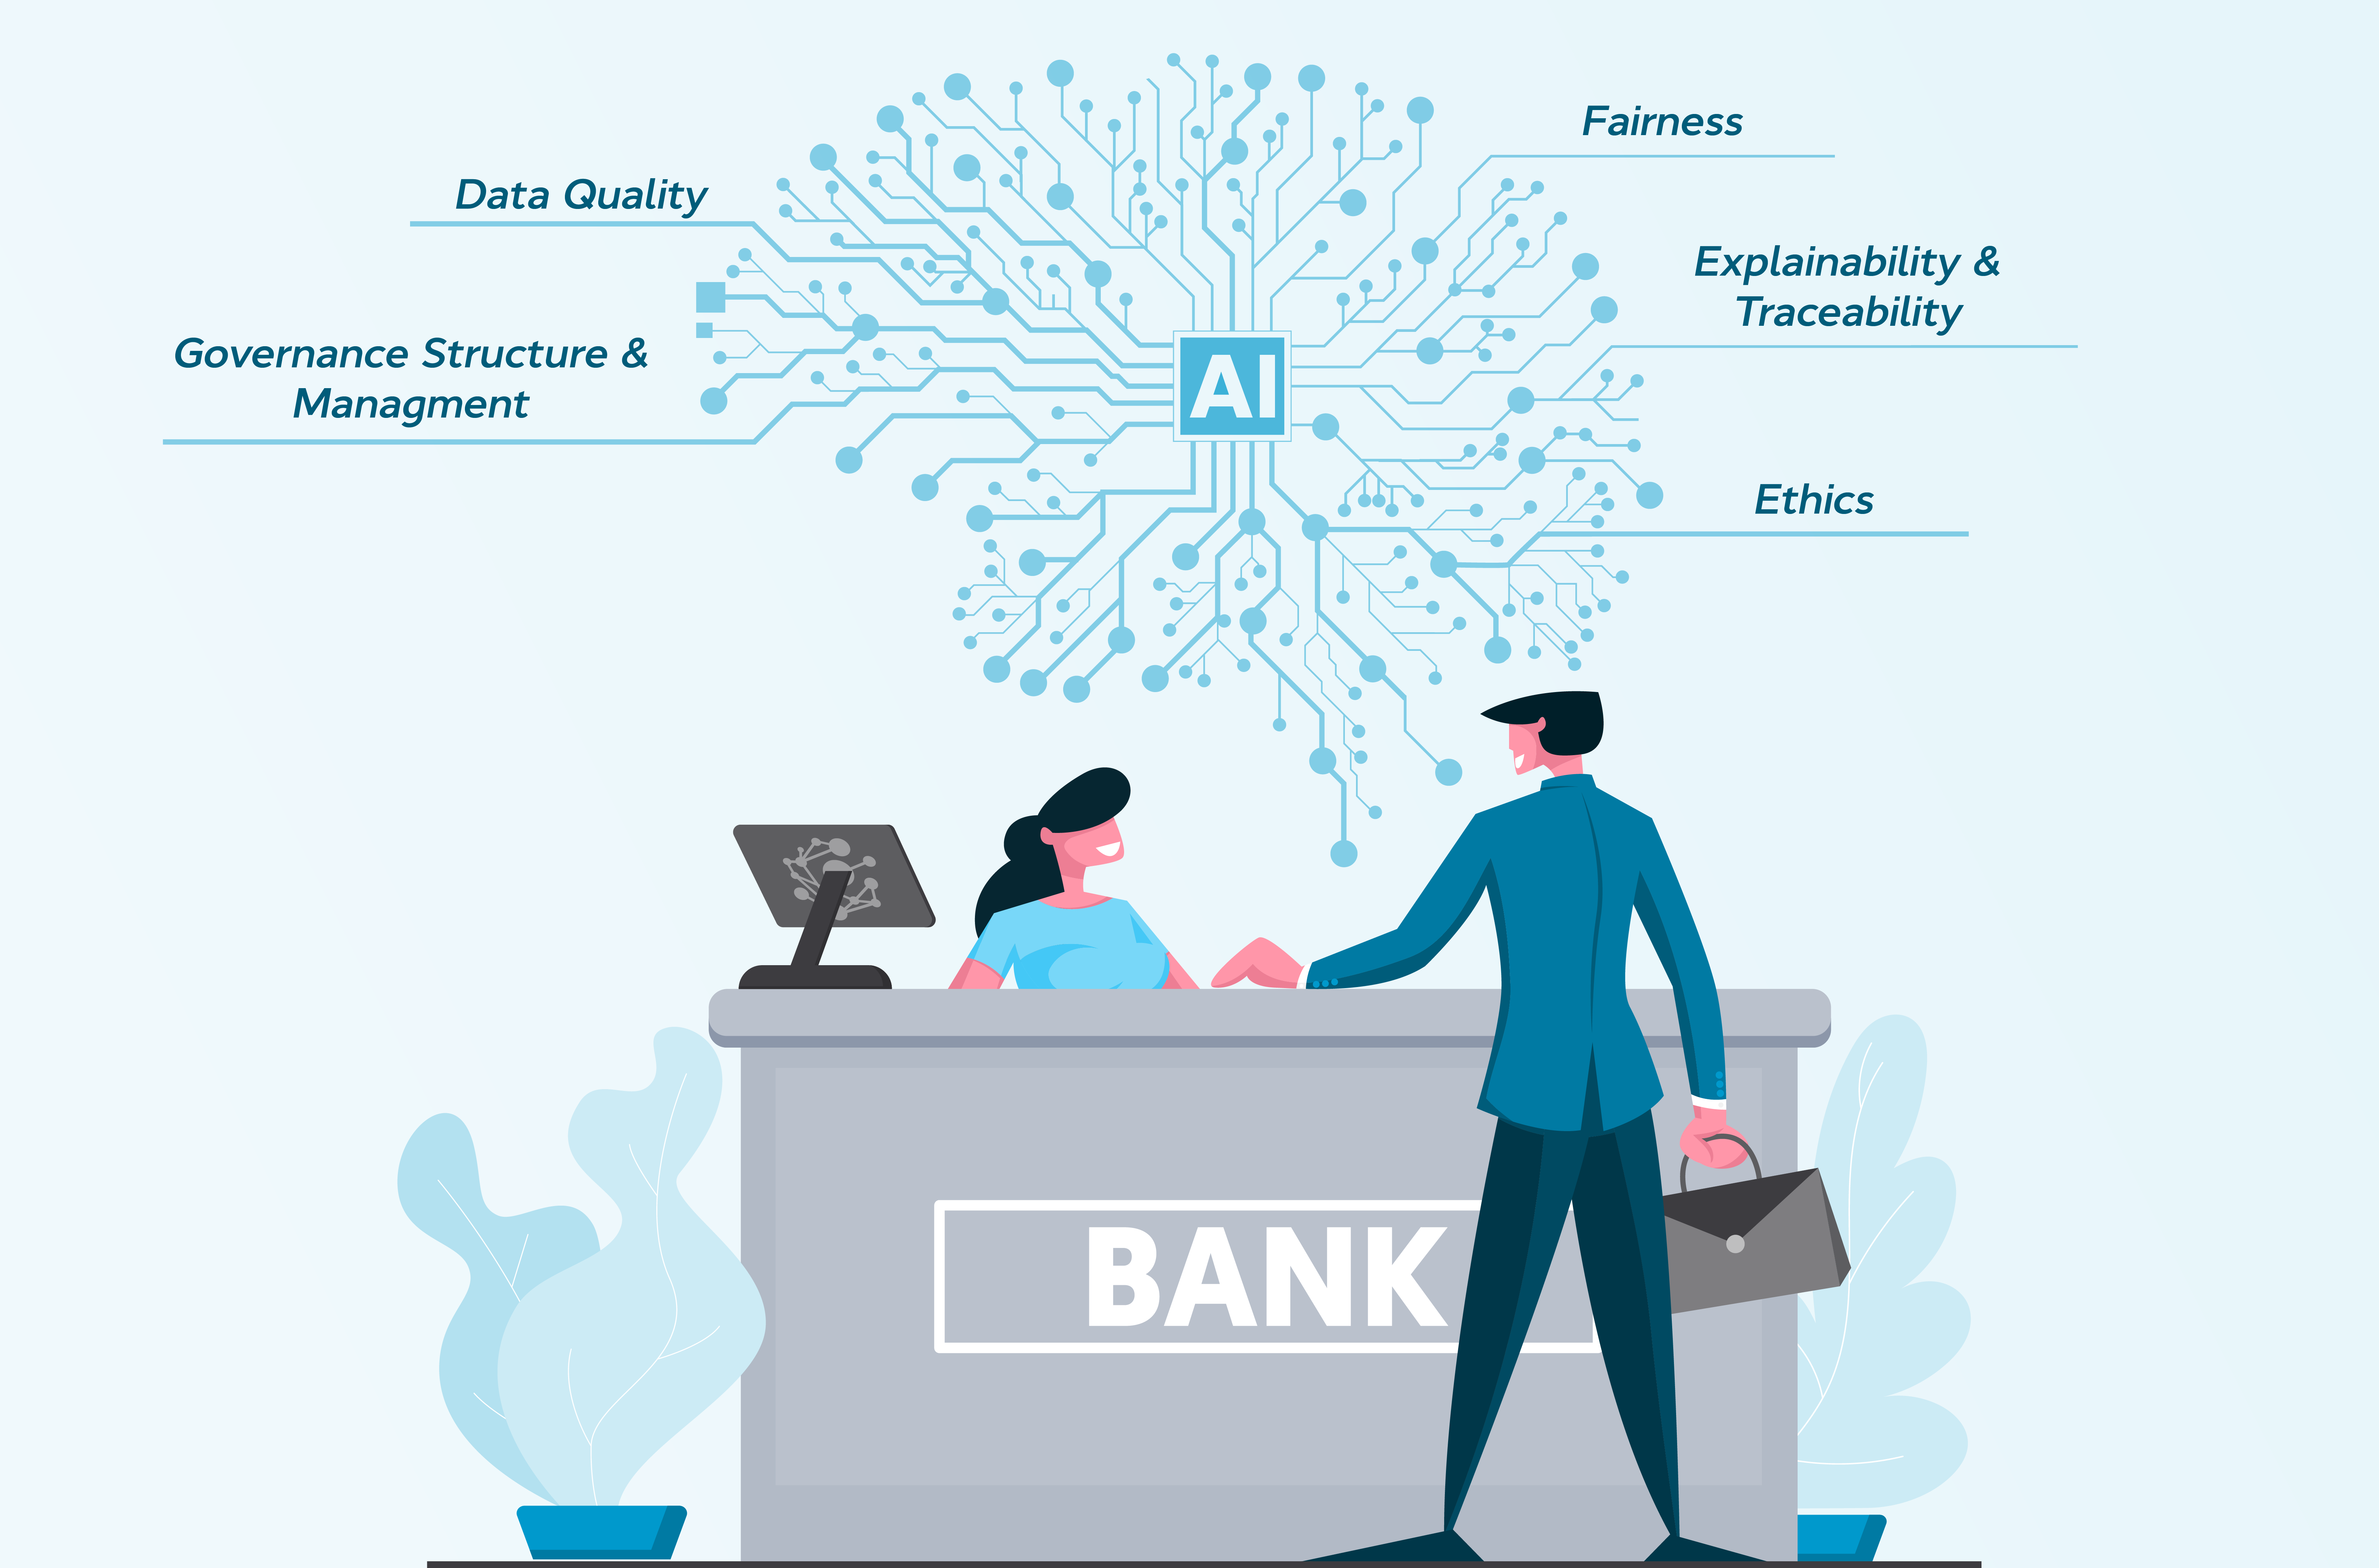 Data Quality
Governance Structure &
Managment
Fairness
Explainability &
Traceability
Ethics
AI
BANK